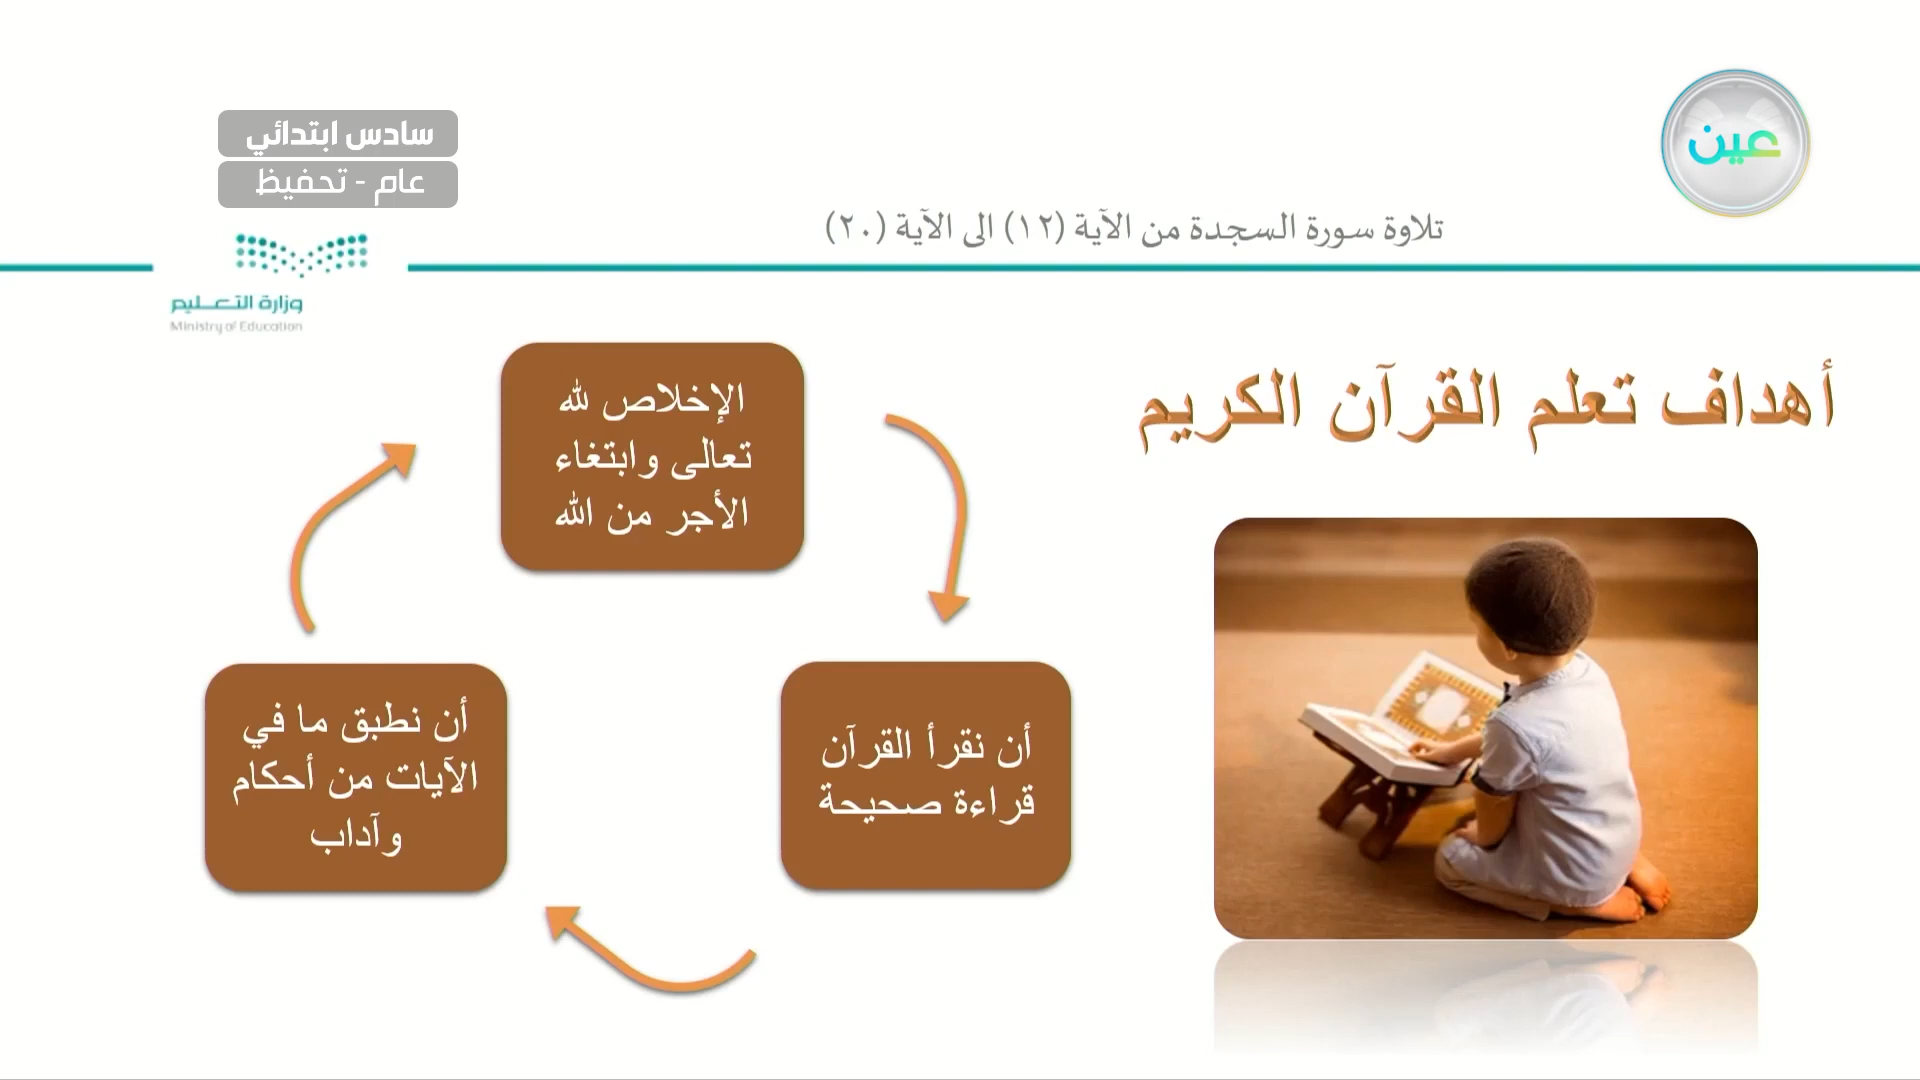 سادس ابتدائي
عام - تحفيظ
عين
تلاوة سورة السجدة من الآية (١٢) الى الآية (٢٠)
وزارة التعليم
Ministry of Education
أهداف تعلم القرآن الكريم
الإخلاص لله
تعالى وابتغاء
الأجر من الله
أن نقرأ القرآن
قراءة صحيحة
أن نطبق ما في
الآيات من أحكام
وآداب